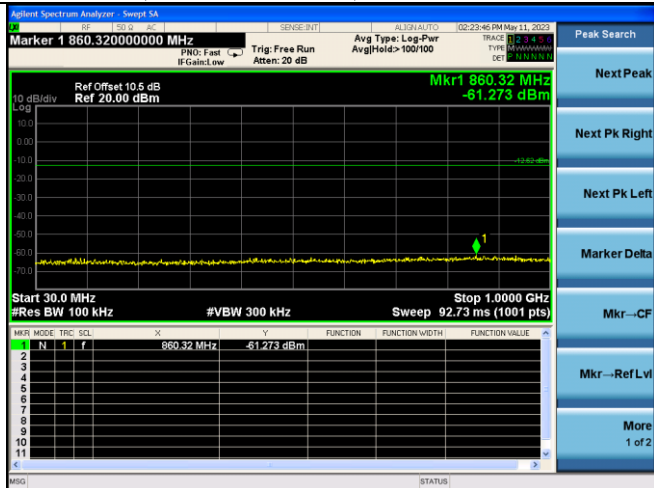 Agilent Spectrum Analyzer - Swept SA
RF 50 Ω AC SENSE:INT ALIGN AUTO 02:23:46 PM May 11, 2023
Marker 1 860.320000000 MHz
PNO: Fast
IFGain:Low
Trig: Free Run
Atten: 20 dB
Avg Type: Log-Pwr
Avg|Hold:>100/100
TRACE 1 2 3 4 5 6
TYPE M WWWWW
DET P N N N N N
Peak Search
Next Peak
Next Pk Right
Next Pk Left
Marker Delta
Mkr→CF
Mkr→Ref Lvl
More
1 of 2
Ref Offset 10.5 dB
10 dB/div Ref 20.00 dBm
Log
Mkr1 860.32 MHz
-61.273 dBm
10.0
0.00
-10.0
-12.62 dBm
-20.0
-30.0
-40.0
-50.0
-60.0
-70.0
1
Start 30.0 MHz Stop 1.0000 GHz
#Res BW 100 kHz #VBW 300 kHz Sweep 92.73 ms (1001 pts)
MKR MODE TRC SCL X Y FUNCTION FUNCTION WIDTH FUNCTION VALUE
1 N 1 f 860.32 MHz -61.273 dBm
2
3
4
5
6
7
8
9
10
11
MSG STATUS